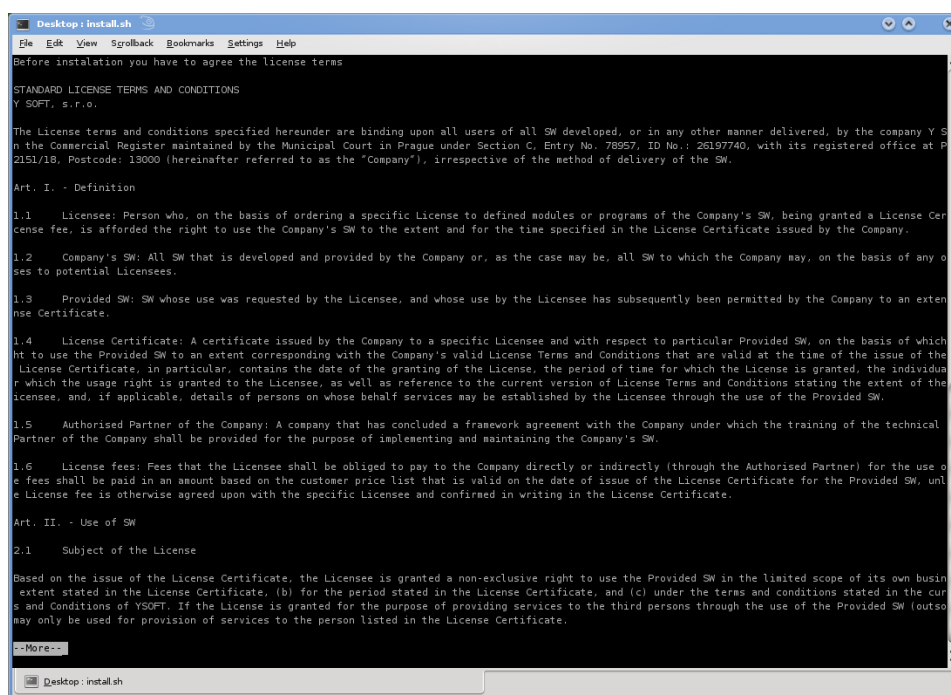 Desktop : install.sh
File Edit View Scrollback Bookmarks Settings Help
Before instalation you have to agree the license terms
STANDARD LICENSE TERMS AND CONDITIONS
Y SOFT, s.r.o.
The License terms and conditions specified hereunder are binding upon all users of all SW developed, or in any other manner delivered, by the company Y S
n the Commercial Register maintained by the Municipal Court in Prague under Section C, Entry No. 78957, ID No.: 26197740, with its registered office at P
2151/18, Postcode: 13000 (hereinafter referred to as the "Company"), irrespective of the method of delivery of the SW.
Art. I. - Definition
1.1 Licensee: Person who, on the basis of ordering a specific License to defined modules or programs of the Company's SW, being granted a License Cer
cense fee, is afforded the right to use the Company's SW to the extent and for the time specified in the License Certificate issued by the Company.
1.2 Company's SW: All SW that is developed and provided by the Company or, as the case may be, all SW to which the Company may, on the basis of any o
ses to potential Licensees.
1.3 Provided SW: SW whose use was requested by the Licensee, and whose use by the Licensee has subsequently been permitted by the Company to an exten
nse Certificate.
1.4 License Certificate: A certificate issued by the Company to a specific Licensee and with respect to particular Provided SW, on the basis of which
ht to use the Provided SW to an extent corresponding with the Company's valid License Terms and Conditions that are valid at the time of the issue of the
License Certificate, in particular, contains the date of the granting of the License, the period of time for which the License is granted, the individua
r which the usage right is granted to the Licensee, as well as reference to the current version of License Terms and Conditions stating the extent of the
icensee, and, if applicable, details of persons on whose behalf services may be established by the Licensee through the use of the Provided SW.
1.5 Authorised Partner of the Company: A company that has concluded a framework agreement with the Company under which the training of the technical
Partner of the Company shall be provided for the purpose of implementing and maintaining the Company's SW.
1.6 License fees: Fees that the Licensee shall be obliged to pay to the Company directly or indirectly (through the Authorised Partner) for the use o
e fees shall be paid in an amount based on the customer price list that is valid on the date of issue of the License Certificate for the Provided SW, unl
e License fee is otherwise agreed upon with the specific Licensee and confirmed in writing in the License Certificate.
Art. II. - Use of SW
2.1 Subject of the License
Based on the issue of the License Certificate, the Licensee is granted a non-exclusive right to use the Provided SW in the limited scope of its own busin
extent stated in the License Certificate, (b) for the period stated in the License Certificate, and (c) under the terms and conditions stated in the cur
s and Conditions of YSOFT. If the License is granted for the purpose of providing services to the third persons through the use of the Provided SW (outso
may only be used for provision of services to the person listed in the License Certificate.
--More--
Desktop : install.sh